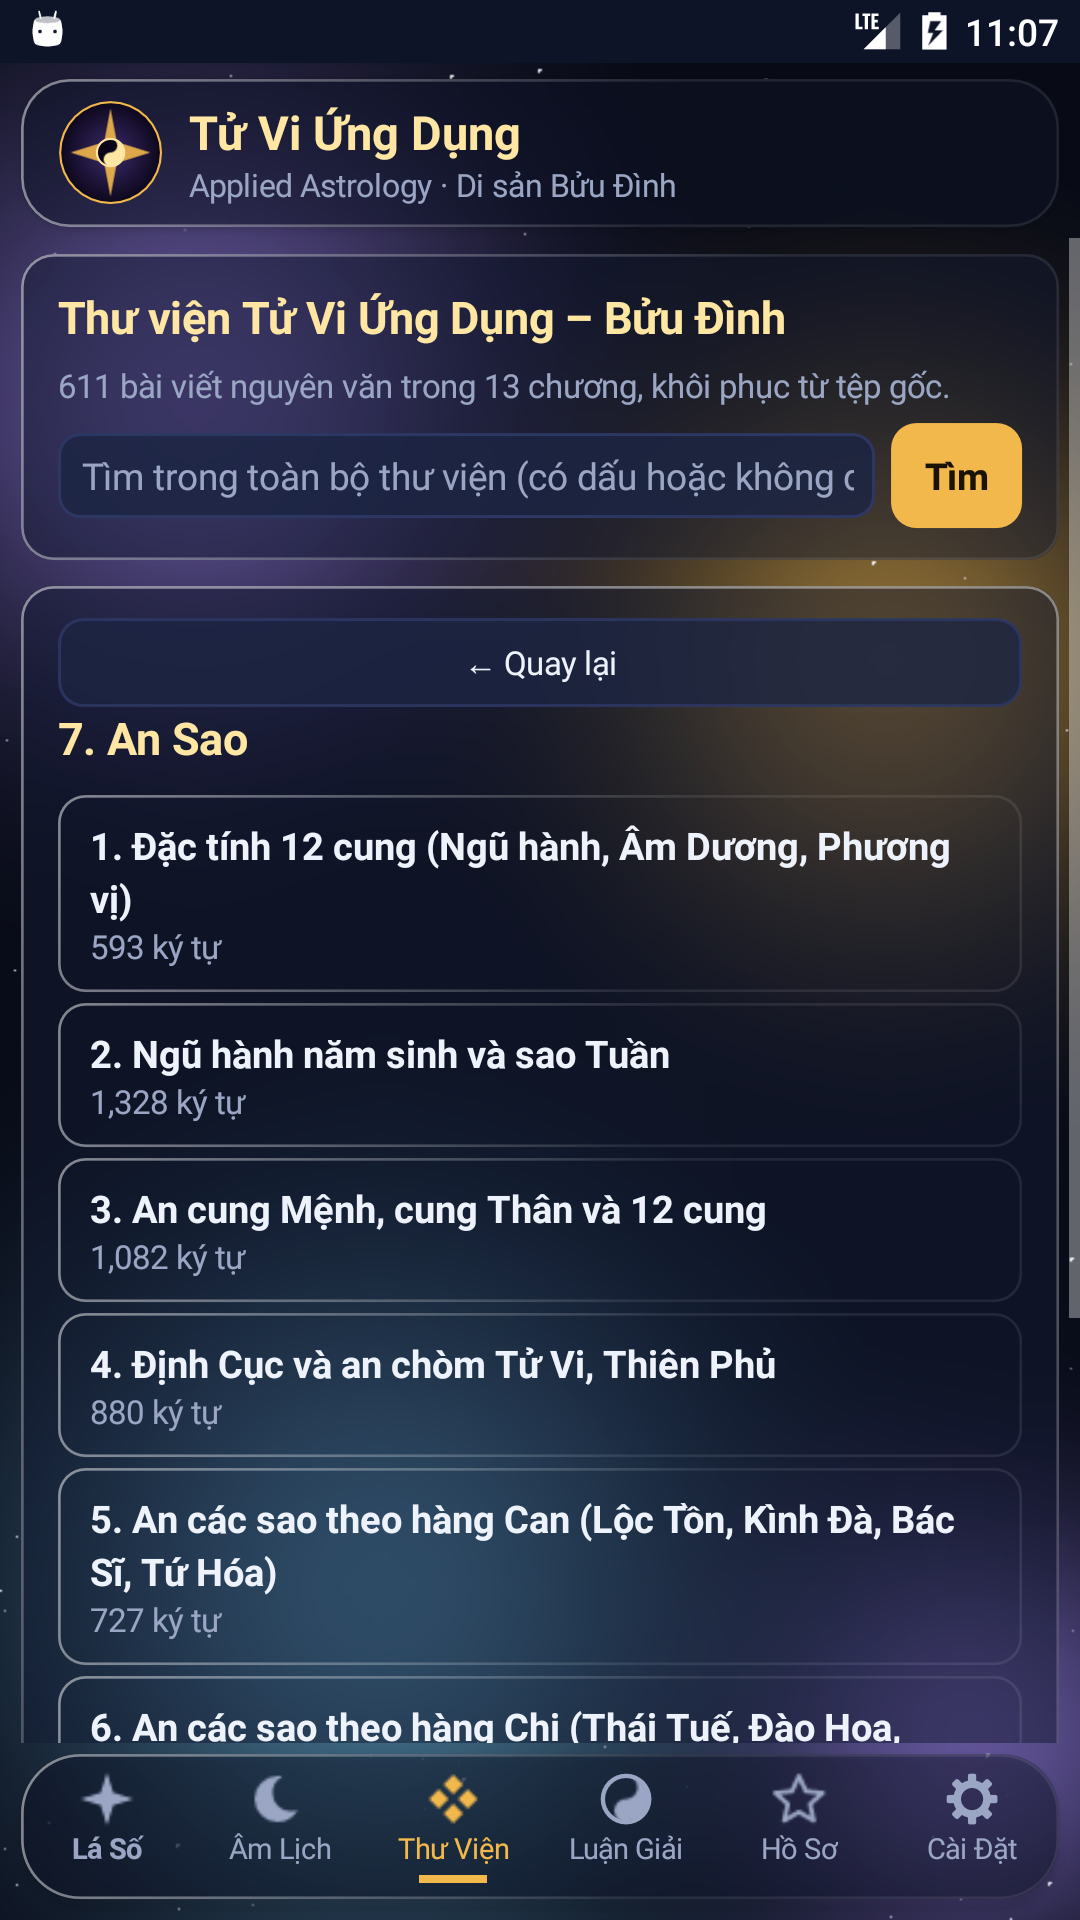 LTE 11:07
Tử Vi Ứng Dụng
Applied Astrology · Di sản Bửu Đình
Thư viện Tử Vi Ứng Dụng – Bửu Đình
611 bài viết nguyên văn trong 13 chương, khôi phục từ tệp gốc.
Tìm trong toàn bộ thư viện (có dấu hoặc không
Tìm
← Quay lại
7. An Sao
1. Đặc tính 12 cung (Ngũ hành, Âm Dương, Phương
vị)
593 ký tự
2. Ngũ hành năm sinh và sao Tuần
1,328 ký tự
3. An cung Mệnh, cung Thân và 12 cung
1,082 ký tự
4. Định Cục và an chòm Tử Vi, Thiên Phủ
880 ký tự
5. An các sao theo hàng Can (Lộc Tồn, Kình Đà, Bác
Sĩ, Tứ Hóa)
727 ký tự
6. An các sao theo hàng Chi (Thái Tuế, Đào Hoa,
Lá Số Âm Lịch Thư Viện Luận Giải Hồ Sơ Cài Đặt